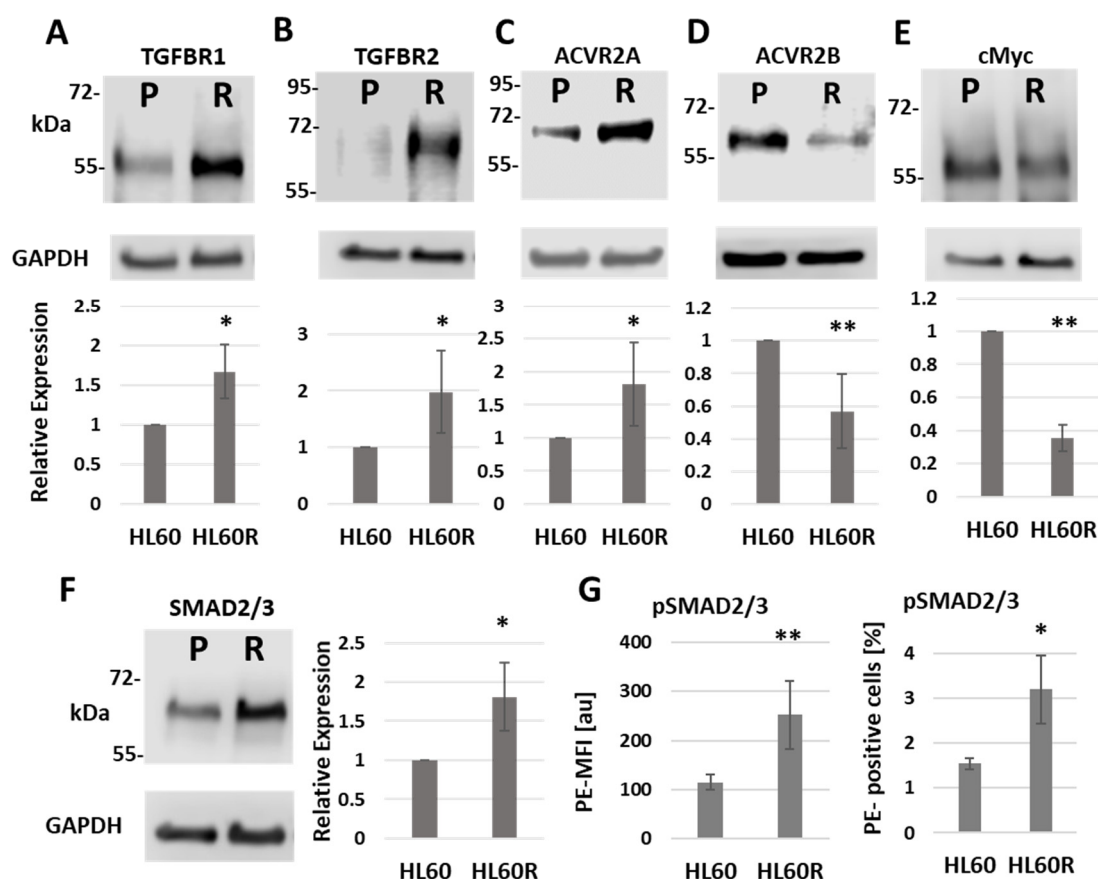 A
TGFBR1
P R
72-
kDa
55-
B
TGFBR2
P R
95-
72-
55-
C
ACVR2A
P R
95-
72-
55-
D
ACVR2B
P R
72-
55-
E
cMyc
P R
72-
55-
GAPDH
Relative Expression
2.5
2
1.5
1
0.5
0
*
HL60 HL60R
3
2
1
0
*
HL60 HL60R
3
2.5
2
1.5
1
0.5
0
*
HL60 HL60R
1.2
1
0.8
0.6
0.4
0.2
0
**
HL60 HL60R
1.2
1
0.8
0.6
0.4
0.2
0
**
HL60 HL60R
F
SMAD2/3
P R
72-
kDa
55-
GAPDH
Relative Expression
2.5
2
1.5
1
0.5
0
*
HL60 HL60R
G
pSMAD2/3
PE-MFI [au]
400
300
200
100
0
**
HL60 HL60R
pSMAD2/3
PE- positive cells [%]
4
3
2
1
0
*
HL60 HL60R